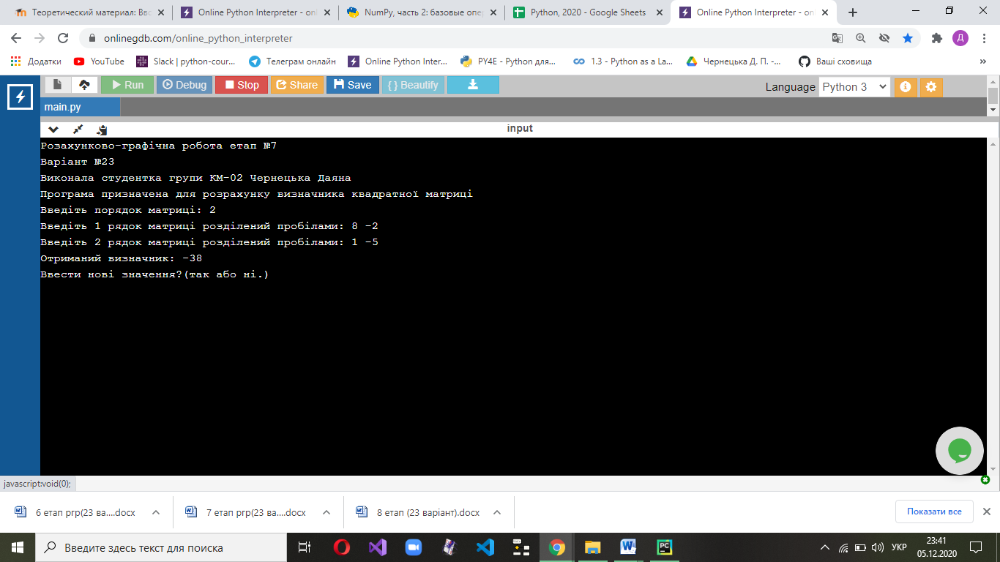 Теоретический материал: Вво
Online Python Interpreter - onl
NumPy, часть 2: базовые опер
Python, 2020 - Google Sheets
Online Python Interpreter - onl
onlinegdb.com/online_python_interpreter
Д
Додатки
YouTube
Slack | python-cour...
Телеграм онлайн
Online Python Inter...
PY4E - Python для...
1.3 - Python as a La...
Чернецька Д. П. -...
Ваші сховища
»
Run
Debug
Stop
Share
Save
{ } Beautify
Language
Python 3
main.py
input
Розахунково-графічна робота етап №7
Варіант №23
Виконала студентка групи КМ-02 Чернецька Даяна
Програма призначена для розрахунку визначника квадратної матриці
Введіть порядок матриці: 2
Введіть 1 рядок матриці розділений пробілами: 8 -2
Введіть 2 рядок матриці розділений пробілами: 1 -5
Отриманий визначник: -38
Ввести нові значення?(так або ні.)
javascript:void(0);
6 етап ргр(23 ва....docx
7 етап ргр(23 ва....docx
8 етап (23 варіант).docx
Показати все
Введите здесь текст для поиска
PC
УКР
23:41
05.12.2020